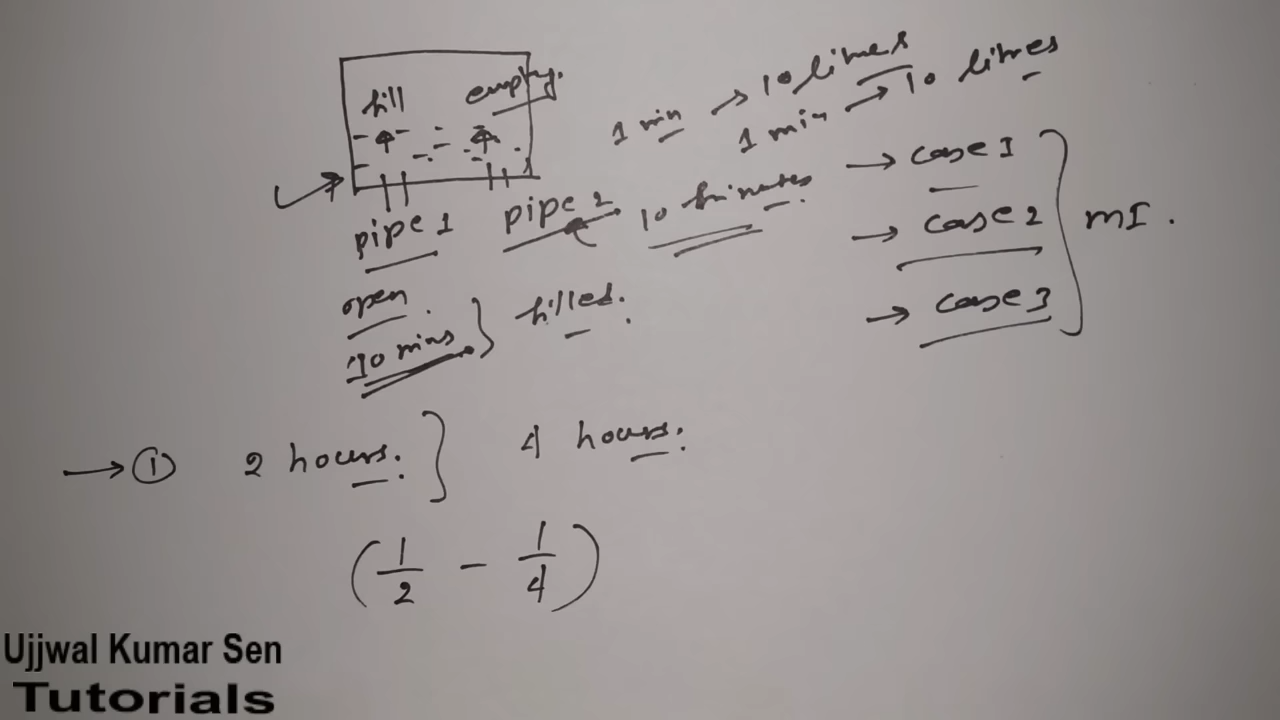 fill empty.
1 min → 10 litres
1 min → 10 litres
pipe 1 pipe 2 10 minutes
→ case 1
→ case 2
→ case 3
mI.
open
10 mins } filled.
→ ① 2 hours. } 4 hours.
(1/2 - 1/4)
Ujjwal Kumar Sen
Tutorials